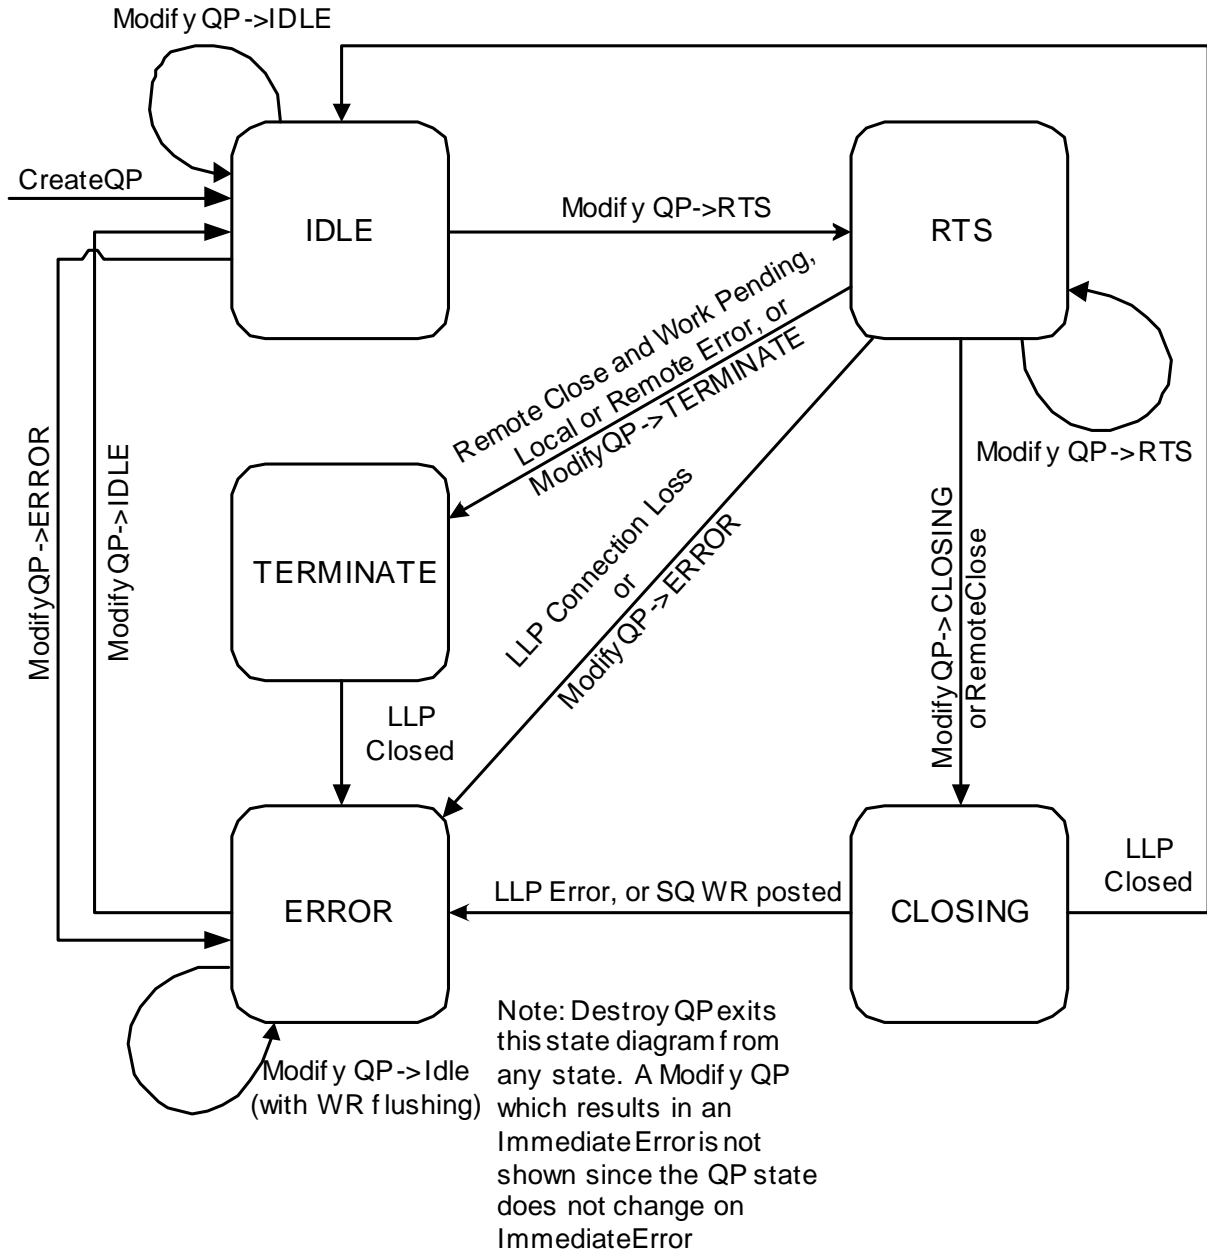 Modify QP->IDLE
CreateQP
IDLE
Modify QP->RTS
RTS
Remote Close and Work Pending,
Local or Remote Error, or
ModifyQP->TERMINATE
Modify QP->RTS
ModifyQP->ERROR
ModifyQP->IDLE
TERMINATE
LLP Connection Loss
or
ModifyQP->ERROR
ModifyQP->CLOSING
or RemoteClose
LLP
Closed
ERROR
LLP Error, or SQ WR posted
CLOSING
LLP
Closed
Modify QP->Idle
(with WR flushing)
Note: Destroy QP exits
this state diagram from
any state. A Modify QP
which results in an
Immediate Error is not
shown since the QP state
does not change on
ImmediateError